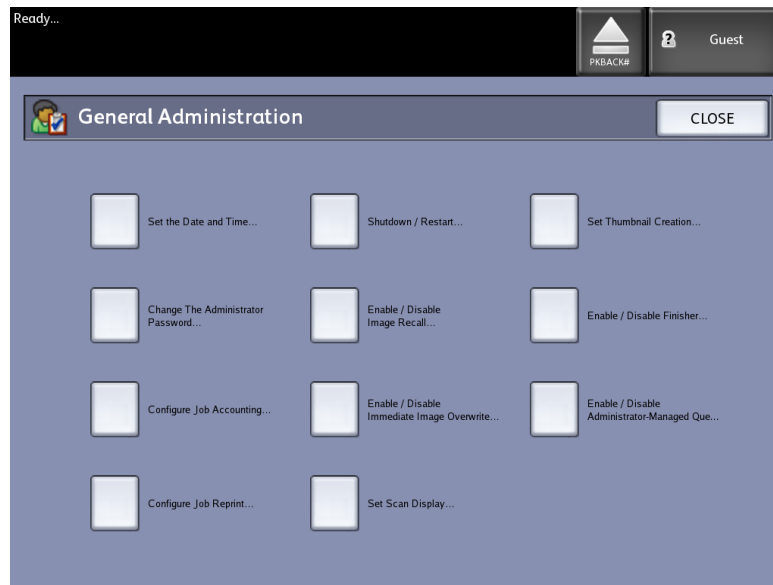 Ready...
PKBACK#
Guest
General Administration
CLOSE
Set the Date and Time...
Shutdown / Restart...
Set Thumbnail Creation...
Change The Administrator
Password...
Enable / Disable
Image Recall...
Enable / Disable Finisher...
Configure Job Accounting...
Enable / Disable
Immediate Image Overwrite...
Enable / Disable
Administrator-Managed Que...
Configure Job Reprint...
Set Scan Display...